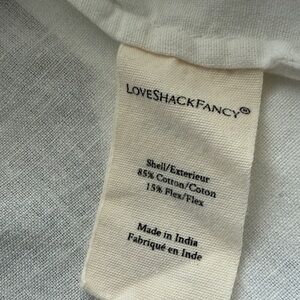 LOVESHACKFANCY®
Shell/Exterieur
85% Cotton/Coton
15% Flex/Flex
Made in India
Fabriqué en Inde